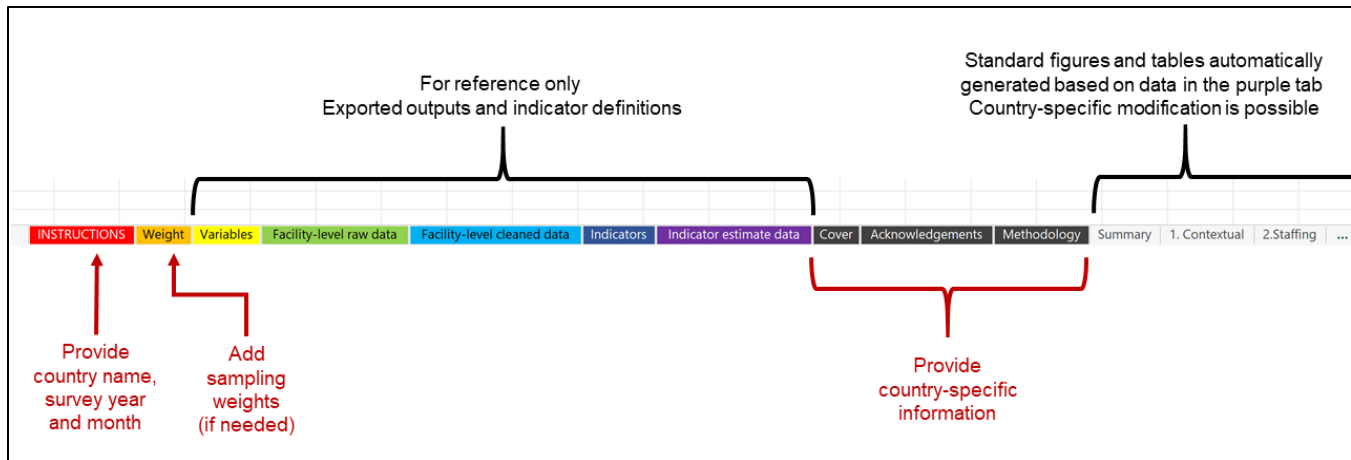 For reference only
Exported outputs and indicator definitions
Standard figures and tables automatically
generated based on data in the purple tab
Country-specific modification is possible
INSTRUCTIONS Weight Variables Facility-level raw data Facility-level cleaned data Indicators Indicator estimate data Cover Acknowledgements Methodology Summary 1. Contextual 2.Staffing ...
Provide
country name,
survey year
and month
Add
sampling
weights
(if needed)
Provide
country-specific
information